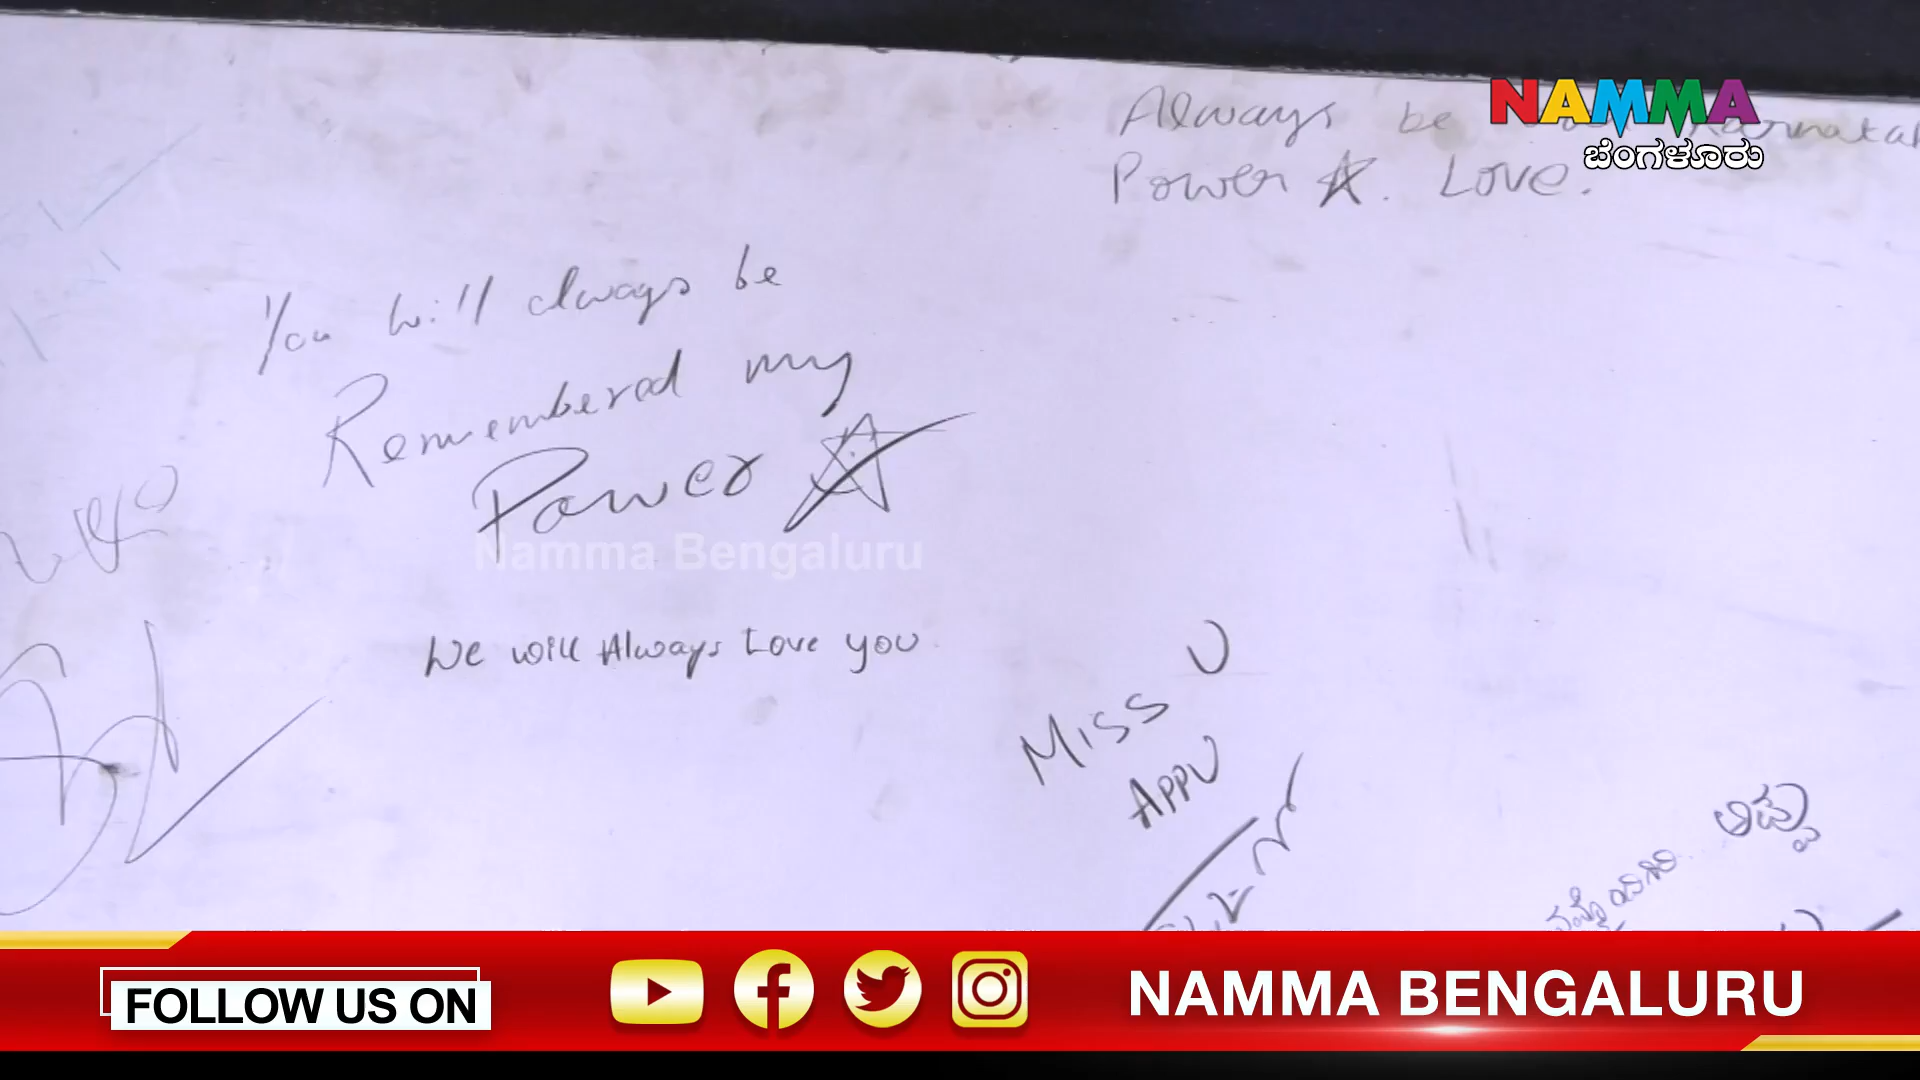 NAMMA
ಬೆಂಗಳೂರು
Always be
Power ☆. Love.
You will always be
Remembered my
Power ☆
Namma Bengaluru
We will Always Love you
Miss U
APPU
ಅಪ್ಪು
FOLLOW US ON
NAMMA BENGALURU